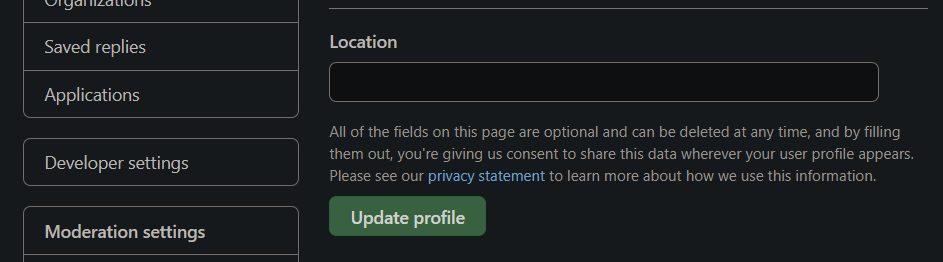 Organizations
Saved replies
Applications
Developer settings
Moderation settings
Location
All of the fields on this page are optional and can be deleted at any time, and by filling
them out, you're giving us consent to share this data wherever your user profile appears.
Please see our privacy statement to learn more about how we use this information.
Update profile